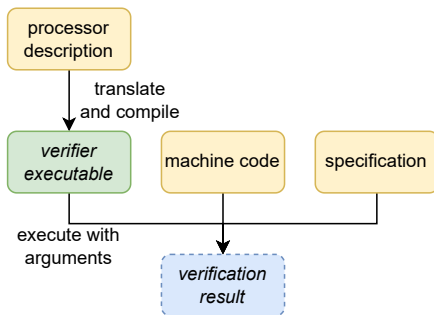 processor
description
translate
and compile
verifier
executable
machine code
specification
execute with
arguments
verification
result